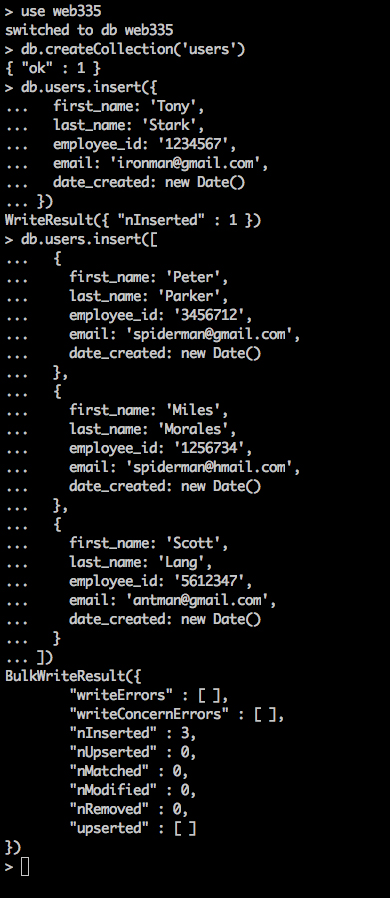 > use web335
switched to db web335
> db.createCollection('users')
{ "ok" : 1 }
> db.users.insert({
...   first_name: 'Tony',
...   last_name: 'Stark',
...   employee_id: '1234567',
...   email: 'ironman@gmail.com',
...   date_created: new Date()
... })
WriteResult({ "nInserted" : 1 })
> db.users.insert([
...   {
...     first_name: 'Peter',
...     last_name: 'Parker',
...     employee_id: '3456712',
...     email: 'spiderman@gmail.com',
...     date_created: new Date()
...   },
...   {
...     first_name: 'Miles',
...     last_name: 'Morales',
...     employee_id: '1256734',
...     email: 'spiderman@hmail.com',
...     date_created: new Date()
...   },
...   {
...     first_name: 'Scott',
...     last_name: 'Lang',
...     employee_id: '5612347',
...     email: 'antman@gmail.com',
...     date_created: new Date()
...   }
... ])
BulkWriteResult({
        "writeErrors" : [ ],
        "writeConcernErrors" : [ ],
        "nInserted" : 3,
        "nUpserted" : 0,
        "nMatched" : 0,
        "nModified" : 0,
        "nRemoved" : 0,
        "upserted" : [ ]
})
>